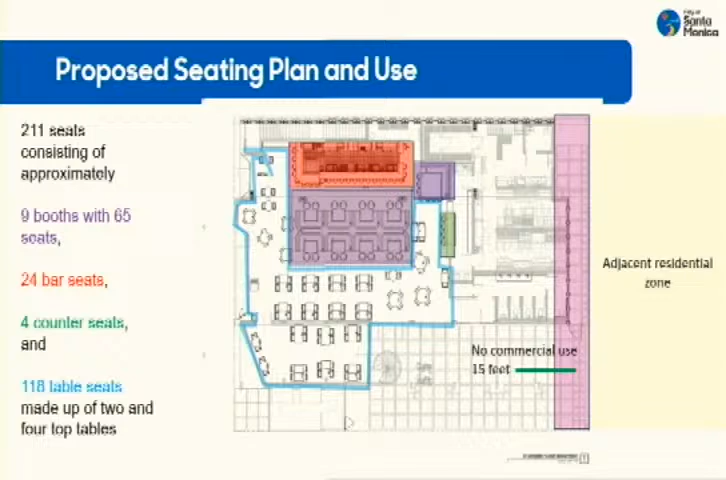 City of
Santa
Monica
Proposed Seating Plan and Use
211 seats
consisting of
approximately
9 booths with 65
seats,
24 bar seats,
4 counter seats,
and
118 table seats
made up of two and
four top tables
Adjacent residential
zone
No commercial use
15 feet